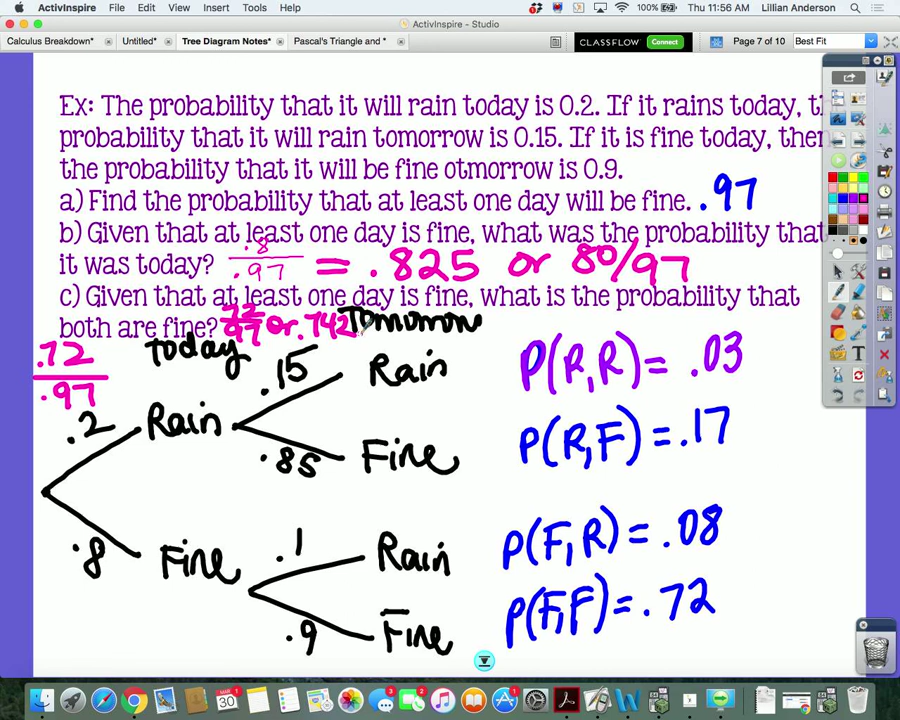 ActivInspire File Edit View Insert Tools Help 100% Thu 11:56 AM Lillian Anderson
ActivInspire - Studio
Calculus Breakdown* Untitled* Tree Diagram Notes* Pascal's Triangle and * CLASSFLOW Connect Page 7 of 10 Best Fit
Ex: The probability that it will rain today is 0.2. If it rains today, t
probability that it will rain tomorrow is 0.15. If it is fine today, then
the probability that it will be fine otmorrow is 0.9.
a) Find the probability that at least one day will be fine. .97
b) Given that at least one day is fine, what was the probability that
it was today? .8/.97 = .825 or 80/97
c) Given that at least one day is fine, what is the probability that
both are fine? 72/97 or .742
.72/.97
today Tomorrow
.2 Rain .15 Rain P(R,R) = .03
.85 Fine P(R,F) = .17
.8 Fine .1 Rain P(F,R) = .08
.9 Fine P(F,F) = .72
MAR 30
3
2
1